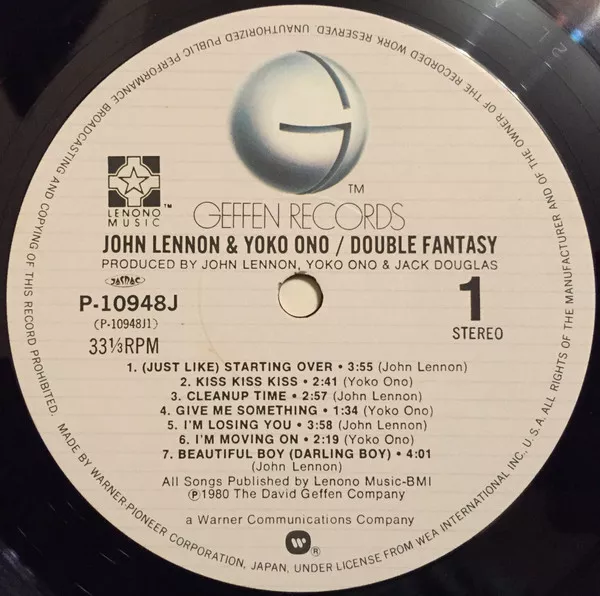 TM
LENONO
MUSIC
TM
GEFFEN RECORDS
JOHN LENNON & YOKO ONO / DOUBLE FANTASY
PRODUCED BY JOHN LENNON, YOKO ONO & JACK DOUGLAS
JASRAC
P-10948J
(P-10948J1)
33⅓RPM
1
STEREO
1. (JUST LIKE) STARTING OVER • 3:55 (John Lennon)
2. KISS KISS KISS • 2:41 (Yoko Ono)
3. CLEANUP TIME • 2:57 (John Lennon)
4. GIVE ME SOMETHING • 1:34 (Yoko Ono)
5. I'M LOSING YOU • 3:58 (John Lennon)
6. I'M MOVING ON • 2:19 (Yoko Ono)
7. BEAUTIFUL BOY (DARLING BOY) • 4:01
(John Lennon)
All Songs Published by Lenono Music-BMI
℗1980 The David Geffen Company
a Warner Communications Company
®
MADE BY WARNER-PIONEER CORPORATION, JAPAN, UNDER LICENSE FROM WEA INTERNATIONAL INC., U.S.A. ALL RIGHTS OF THE MANUFACTURER AND OF THE OWNER OF THE RECORDED WORK RESERVED. UNAUTHORIZED PUBLIC PERFORMANCE BROADCASTING AND COPYING OF THIS RECORD PROHIBITED.